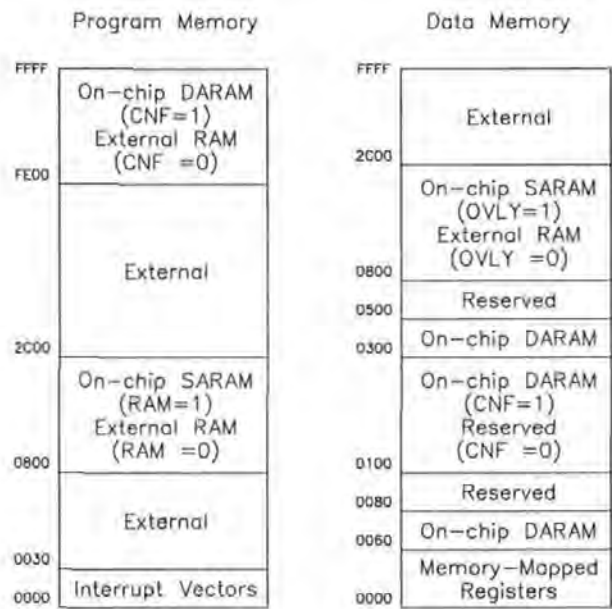 Program Memory
FFFF
On-chip DARAM
(CNF=1)
External RAM
(CNF =0)
FE00
External
2C00
On-chip SARAM
(RAM=1)
External RAM
(RAM =0)
0800
External
0030
Interrupt Vectors
0000
Data Memory
FFFF
External
2C00
On-chip SARAM
(OVLY=1)
External RAM
(OVLY =0)
0800
Reserved
0500
On-chip DARAM
0300
On-chip DARAM
(CNF=1)
Reserved
(CNF =0)
0100
Reserved
0080
On-chip DARAM
0060
Memory-Mapped
Registers
0000